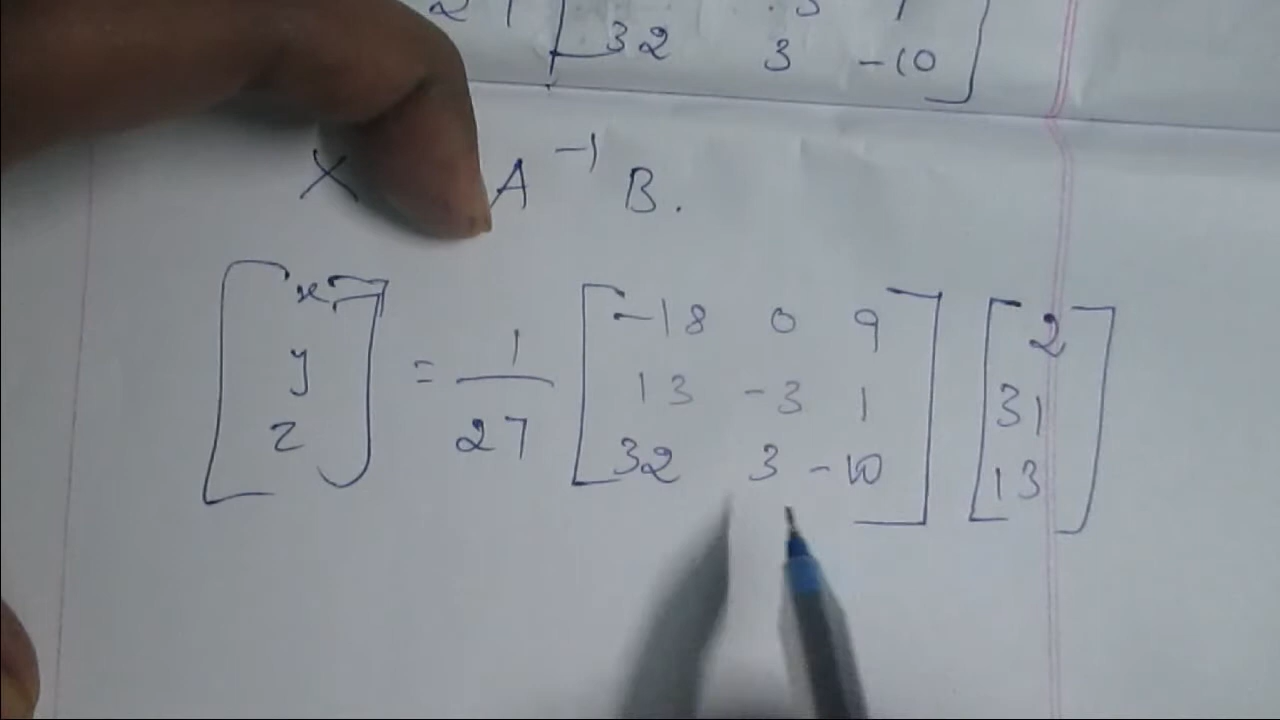 32 3 -10
X A⁻¹ B.
x -18 0 9 2
y = 1/27 13 -3 1 31
z 32 3 -10 13